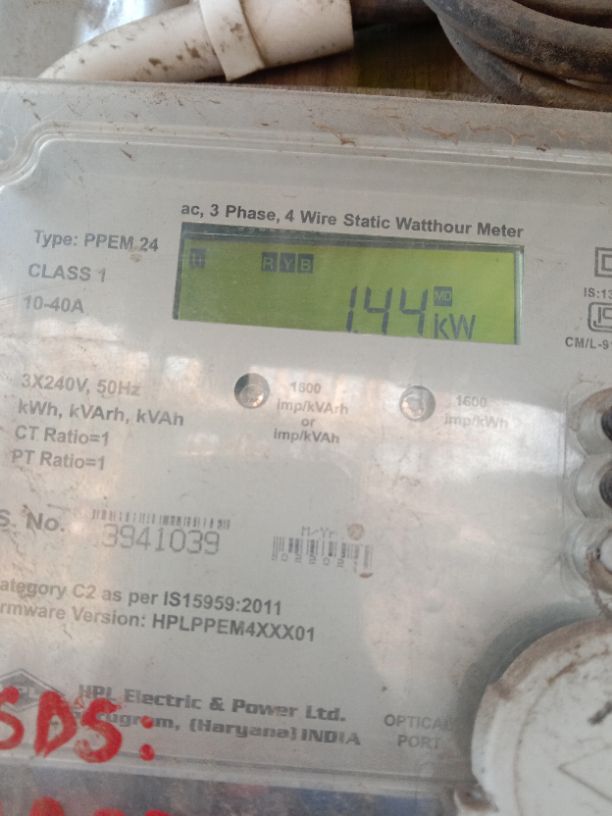 ac, 3 Phase, 4 Wire Static Watthour Meter
Type: PPEM 24
CLASS 1
10-40A
R Y B
1.44 MD kW
IS:13
CM/L-9
3X240V, 50Hz
kWh, kVArh, kVAh
CT Ratio=1
PT Ratio=1
1600
imp/kVArh
or
imp/kVAh
1600
imp/kWh
S. No.
3941039
M/Yr
ategory C2 as per IS15959:2011
rmware Version: HPLPPEM4XXX01
HPL Electric & Power Ltd.
(Haryana) INDIA
OPTICAL
PORT
SDS: